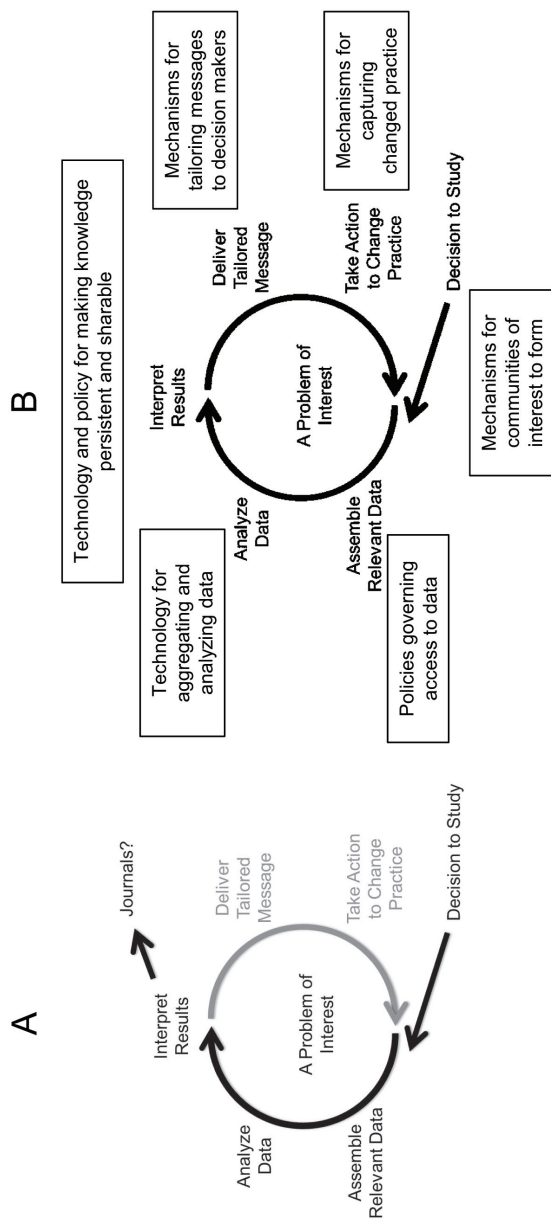 A
Journals?
Interpret
Results
Analyze
Data
Deliver
Tailored
Message
A Problem of
Interest
Assemble
Relevant Data
Take Action
to Change
Practice
Decision to Study
B
Technology and policy for making knowledge
persistent and sharable
Technology for
aggregating and
analyzing data
Interpret
Results
Mechanisms for
tailoring messages
to decision makers
Analyze
Data
Deliver
Tailored
Message
A Problem of
Interest
Assemble
Relevant Data
Take Action
to Change
Practice
Mechanisms for
capturing
changed practice
Policies governing
access to data
Decision to Study
Mechanisms for
communities of
interest to form